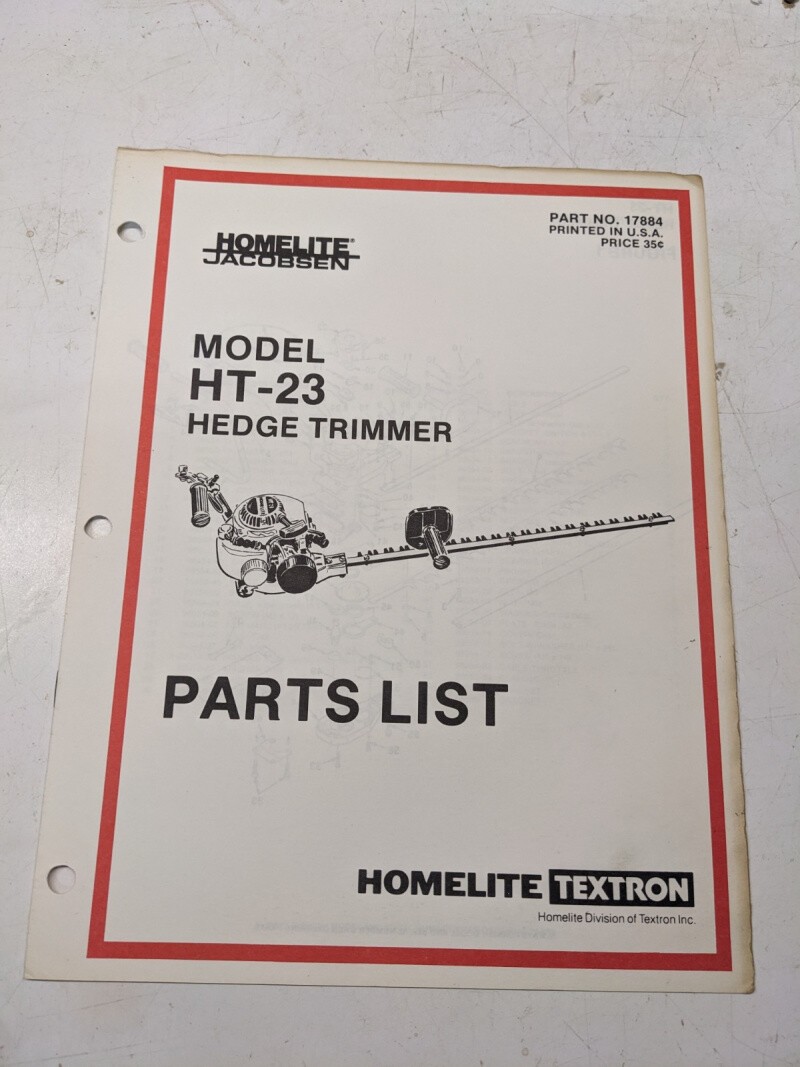 HOMELITE®
JACOBSEN
PART NO. 17884
PRINTED IN U.S.A.
PRICE 35¢
MODEL
HT-23
HEDGE TRIMMER
PARTS LIST
HOMELITE TEXTRON
Homelite Division of Textron Inc.